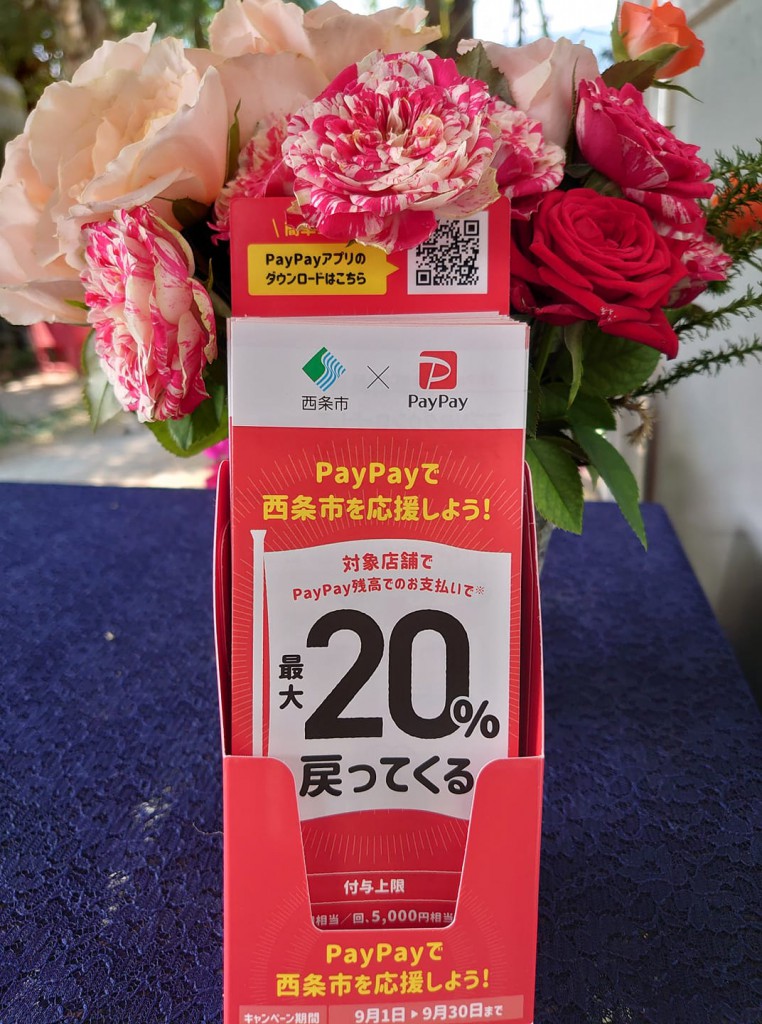 PayPayアプリの
ダウンロードはこちら
西条市
PayPay
PayPayで
西条市を応援しよう!
対象店舗で
PayPay残高でのお支払いで※
最大
20%
戻ってくる
付与上限
円相当/回、5,000円相当
PayPayで
西条市を応援しよう!
キャンペーン期間 9月1日▶9月30日まで